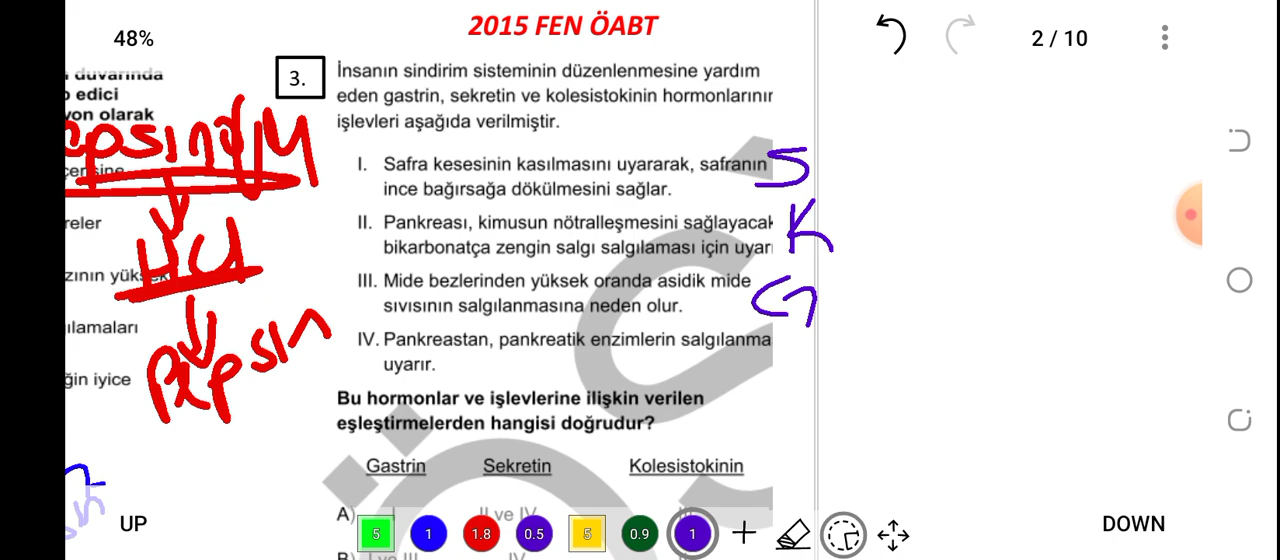 2015 FEN ÖABT
48%
2 / 10
duvarında
edici
yon olarak
epsinojen
reler
HCl
zının yüksek
ılamaları
pepsin
ğin iyice
3. İnsanın sindirim sisteminin düzenlenmesine yardım
eden gastrin, sekretin ve kolesistokinin hormonlarının
işlevleri aşağıda verilmiştir.
I. Safra kesesinin kasılmasını uyararak, safranın S
ince bağırsağa dökülmesini sağlar.
II. Pankreası, kimusun nötralleşmesini sağlayacak K
bikarbonatça zengin salgı salgılaması için uyarı
III. Mide bezlerinden yüksek oranda asidik mide G
sıvısının salgılanmasına neden olur.
IV. Pankreastan, pankreatik enzimlerin salgılanma
uyarır.
Bu hormonlar ve işlevlerine ilişkin verilen
eşleştirmelerden hangisi doğrudur?
Gastrin Sekretin Kolesistokinin
A) I II ve IV III
B) I ve III IV
UP
5 1 1.8 0.5 5 0.9 1
DOWN